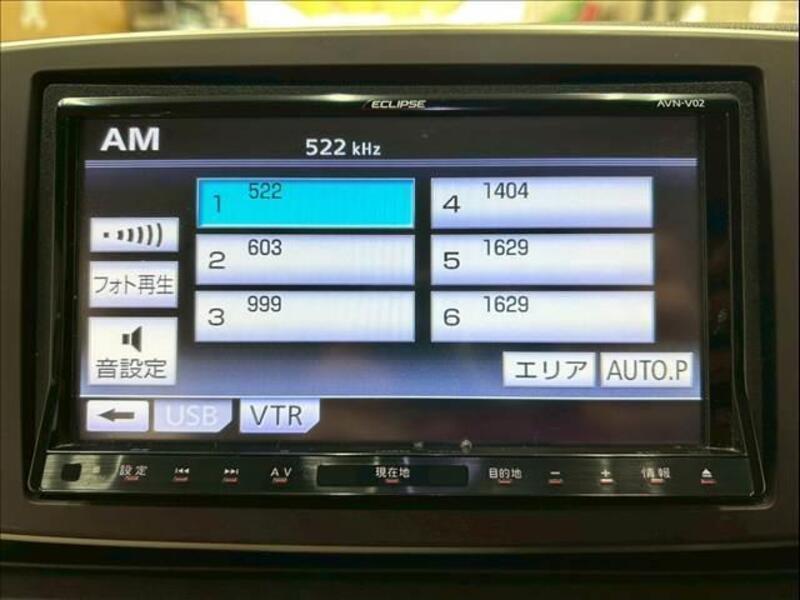 ECLIPSE
AVN-V02
AM
522 kHz
1 522
4 1404
2 603
5 1629
フォト再生
3 999
6 1629
音設定
エリア
AUTO.P
USB
VTR
設定
AV
現在地
目的地
−
+
情報